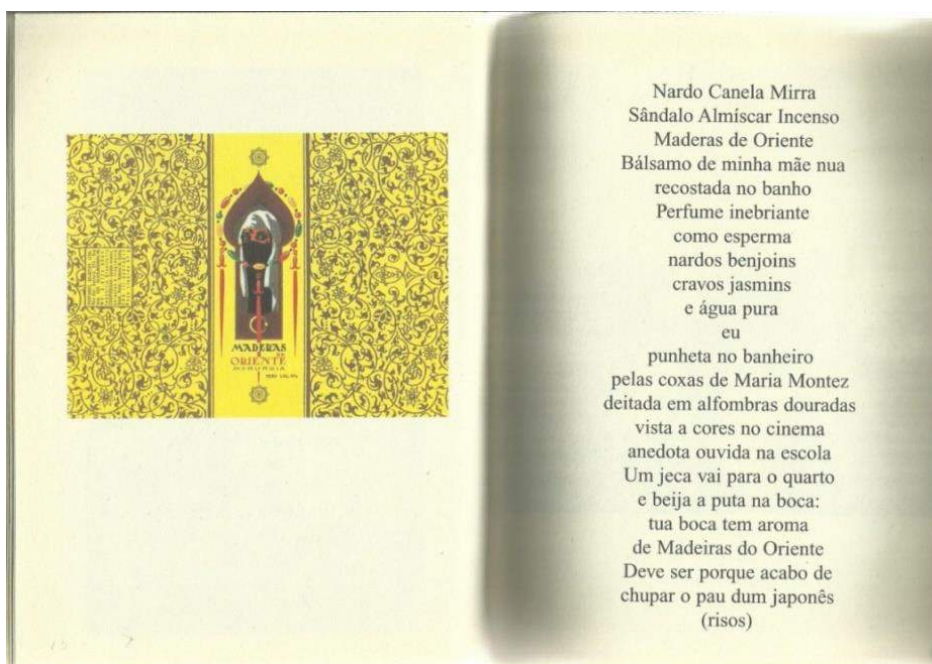 MADERAS
DE
ORIENTE
MYRURGIA
Nardo Canela Mirra
Sândalo Almíscar Incenso
Maderas de Oriente
Bálsamo de minha mãe nua
recostada no banho
Perfume inebriante
como esperma
nardos benjoins
cravos jasmins
e água pura
eu
punheta no banheiro
pelas coxas de Maria Montez
deitada em alfombras douradas
vista a cores no cinema
anedota ouvida na escola
Um jeca vai para o quarto
e beija a puta na boca:
tua boca tem aroma
de Madeiras do Oriente
Deve ser porque acabo de
chupar o pau dum japonês
(risos)